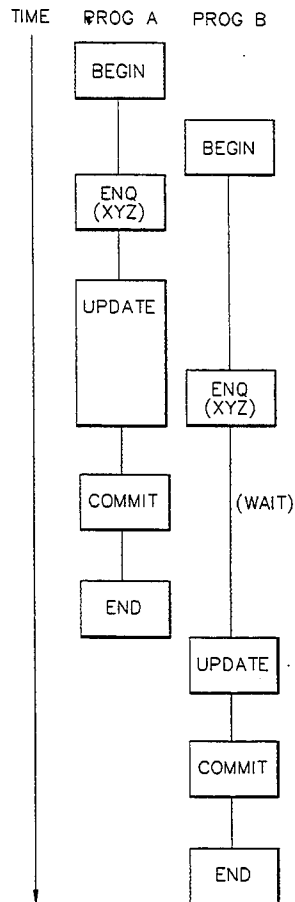 TIME PROG A PROG B
BEGIN
BEGIN
ENQ
(XYZ)
UPDATE
ENQ
(XYZ)
COMMIT
(WAIT)
END
UPDATE
COMMIT
END